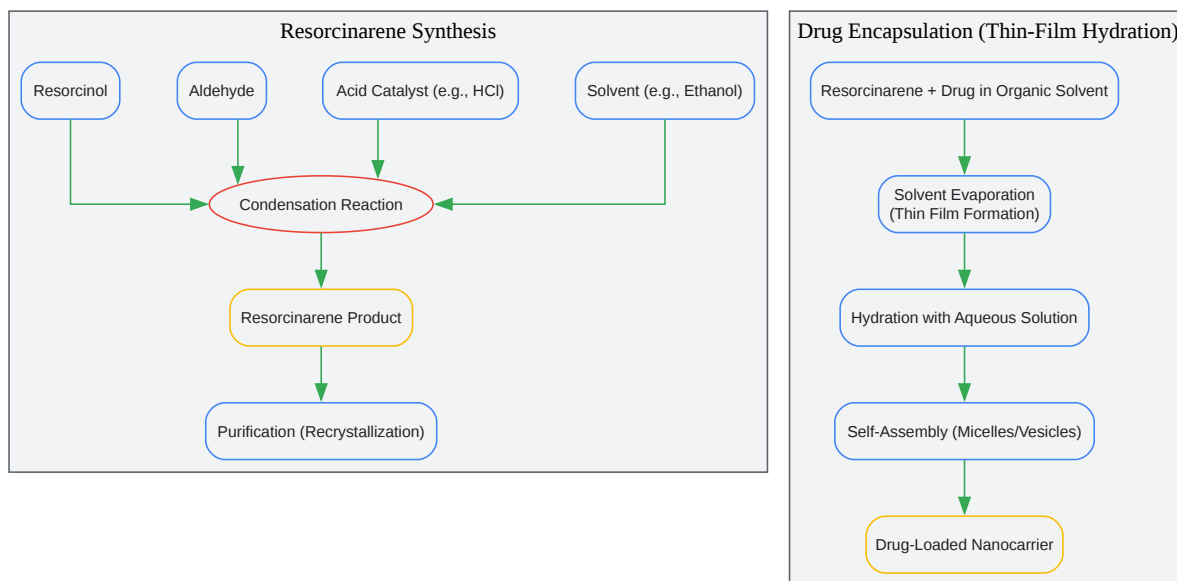 Resorcinarene Synthesis
Resorcinol
Aldehyde
Acid Catalyst (e.g., HCl)
Solvent (e.g., Ethanol)
Condensation Reaction
Resorcinarene Product
Purification (Recrystallization)
Drug Encapsulation (Thin-Film Hydration)
Resorcinarene + Drug in Organic Solvent
Solvent Evaporation
(Thin Film Formation)
Hydration with Aqueous Solution
Self-Assembly (Micelles/Vesicles)
Drug-Loaded Nanocarrier